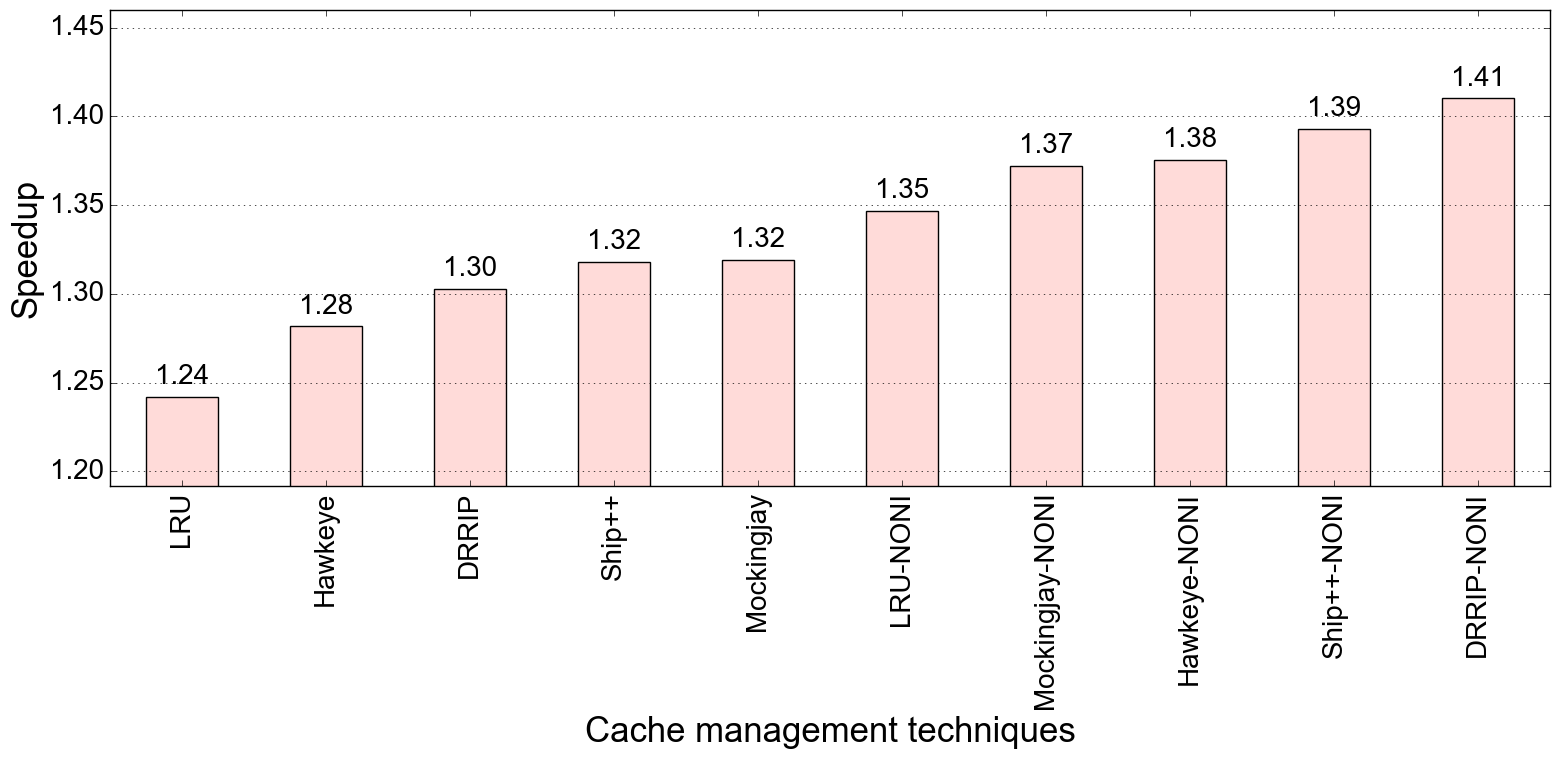 1.45
1.40
1.35
1.30
1.25
1.20
Speedup
1.24
1.28
1.30
1.32
1.32
1.35
1.37
1.38
1.39
1.41
LRU
Hawkeye
DRRIP
Ship++
Mockingjay
LRU-NONI
Mockingjay-NONI
Hawkeye-NONI
Ship++-NONI
DRRIP-NONI
Cache management techniques